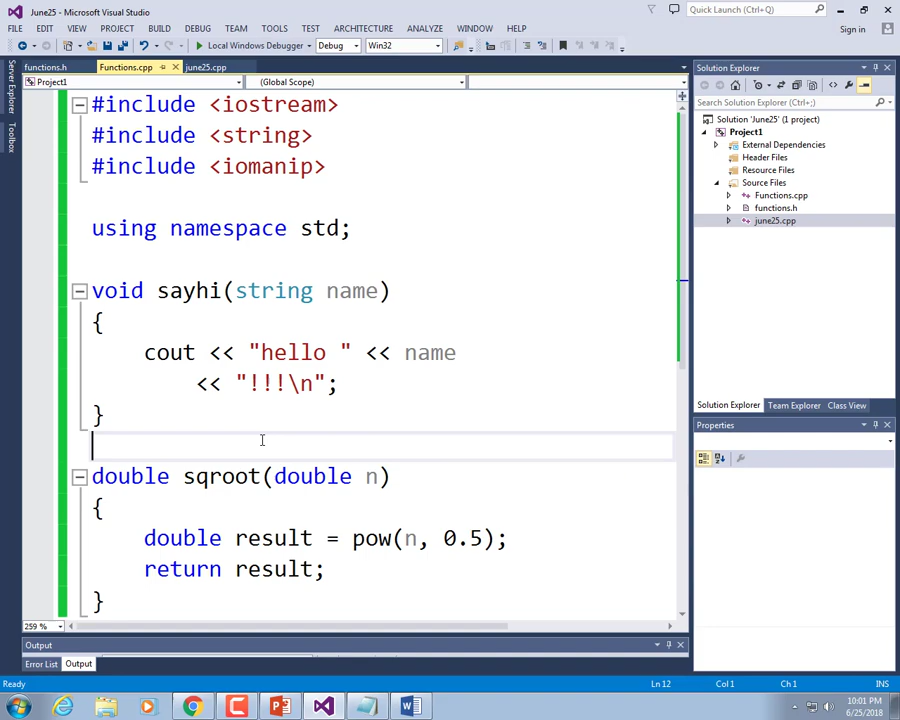 June25 - Microsoft Visual Studio
Quick Launch (Ctrl+Q)
FILE EDIT VIEW PROJECT BUILD DEBUG TEAM TOOLS TEST ARCHITECTURE ANALYZE WINDOW HELP
Sign in
Local Windows Debugger Debug Win32
functions.h Functions.cpp june25.cpp
Project1 (Global Scope)
Server Explorer
Toolbox
#include <iostream>
#include <string>
#include <iomanip>
using namespace std;
void sayhi(string name)
{
cout << "hello " << name
<< "!!!\n";
}
double sqroot(double n)
{
double result = pow(n, 0.5);
return result;
}
259 %
Output
Error List Output
Solution Explorer
Search Solution Explorer (Ctrl+;)
Solution 'June25' (1 project)
Project1
External Dependencies
Header Files
Resource Files
Source Files
Functions.cpp
functions.h
june25.cpp
Solution Explorer Team Explorer Class View
Properties
Ready Ln 12 Col 1 Ch 1 INS
10:01 PM
6/25/2018